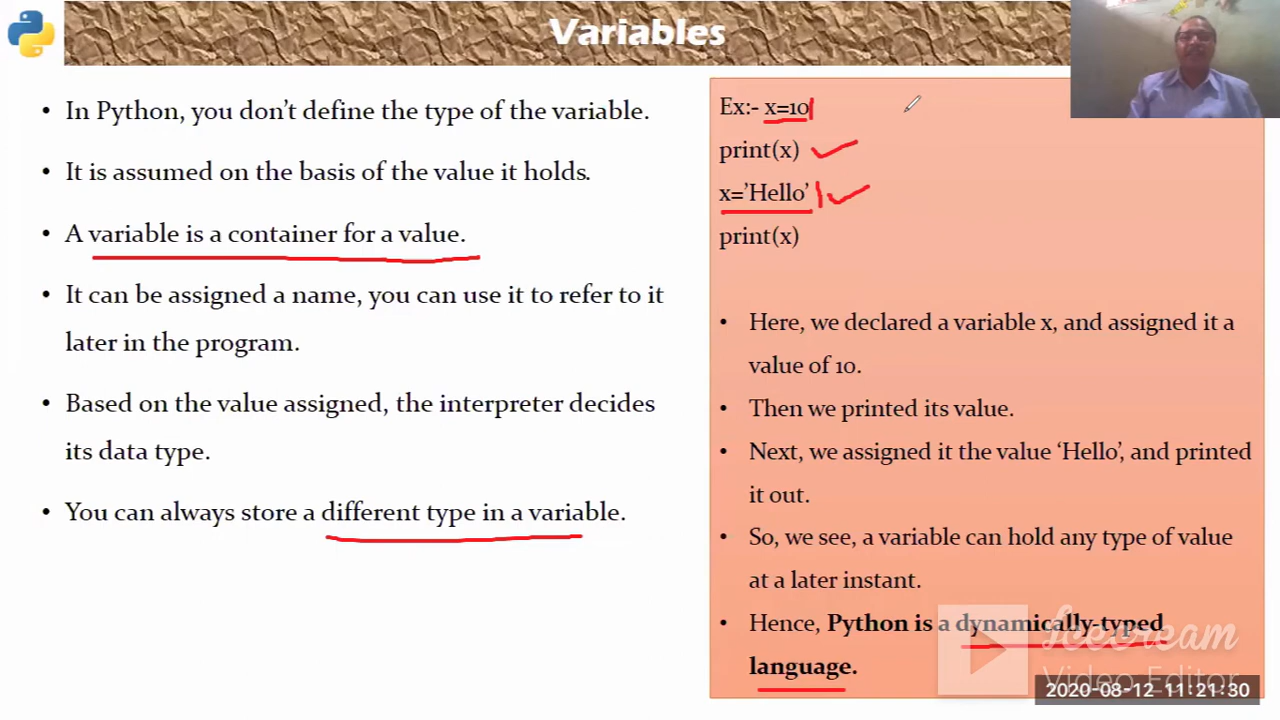 Variables
• In Python, you don’t define the type of the variable.
• It is assumed on the basis of the value it holds.
• A variable is a container for a value.
• It can be assigned a name, you can use it to refer to it
later in the program.
• Based on the value assigned, the interpreter decides
its data type.
• You can always store a different type in a variable.
Ex:- x=10
print(x)
x=’Hello’
print(x)
• Here, we declared a variable x, and assigned it a
value of 10.
• Then we printed its value.
• Next, we assigned it the value ‘Hello’, and printed
it out.
• So, we see, a variable can hold any type of value
at a later instant.
• Hence, Python is a dynamically-typed
language.
Icecream
Video Editor
2020-08-12 11:21:30